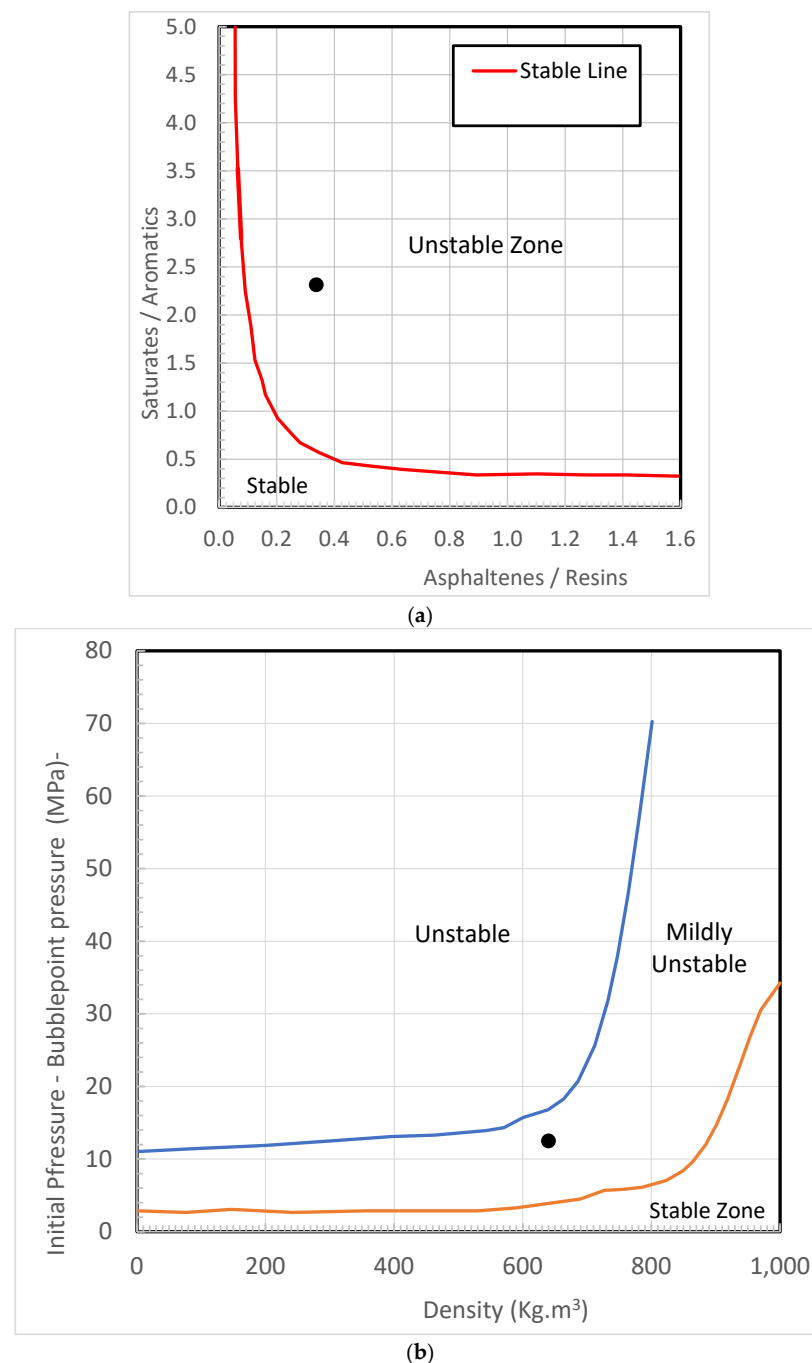 5.0
4.5
4.0
3.5
3.0
2.5
2.0
1.5
1.0
0.5
0.0
Saturates / Aromatics
Stable Line
Unstable Zone
Stable
0.0 0.2 0.4 0.6 0.8 1.0 1.2 1.4 1.6
Asphaltenes / Resins
(a)
80
70
60
50
40
30
20
10
0
Initial Pfressure - Bubblepoint pressure (MPa)-
Unstable
Mildly
Unstable
Stable Zone
0 200 400 600 800 1,000
Density (Kg.m³)
(b)